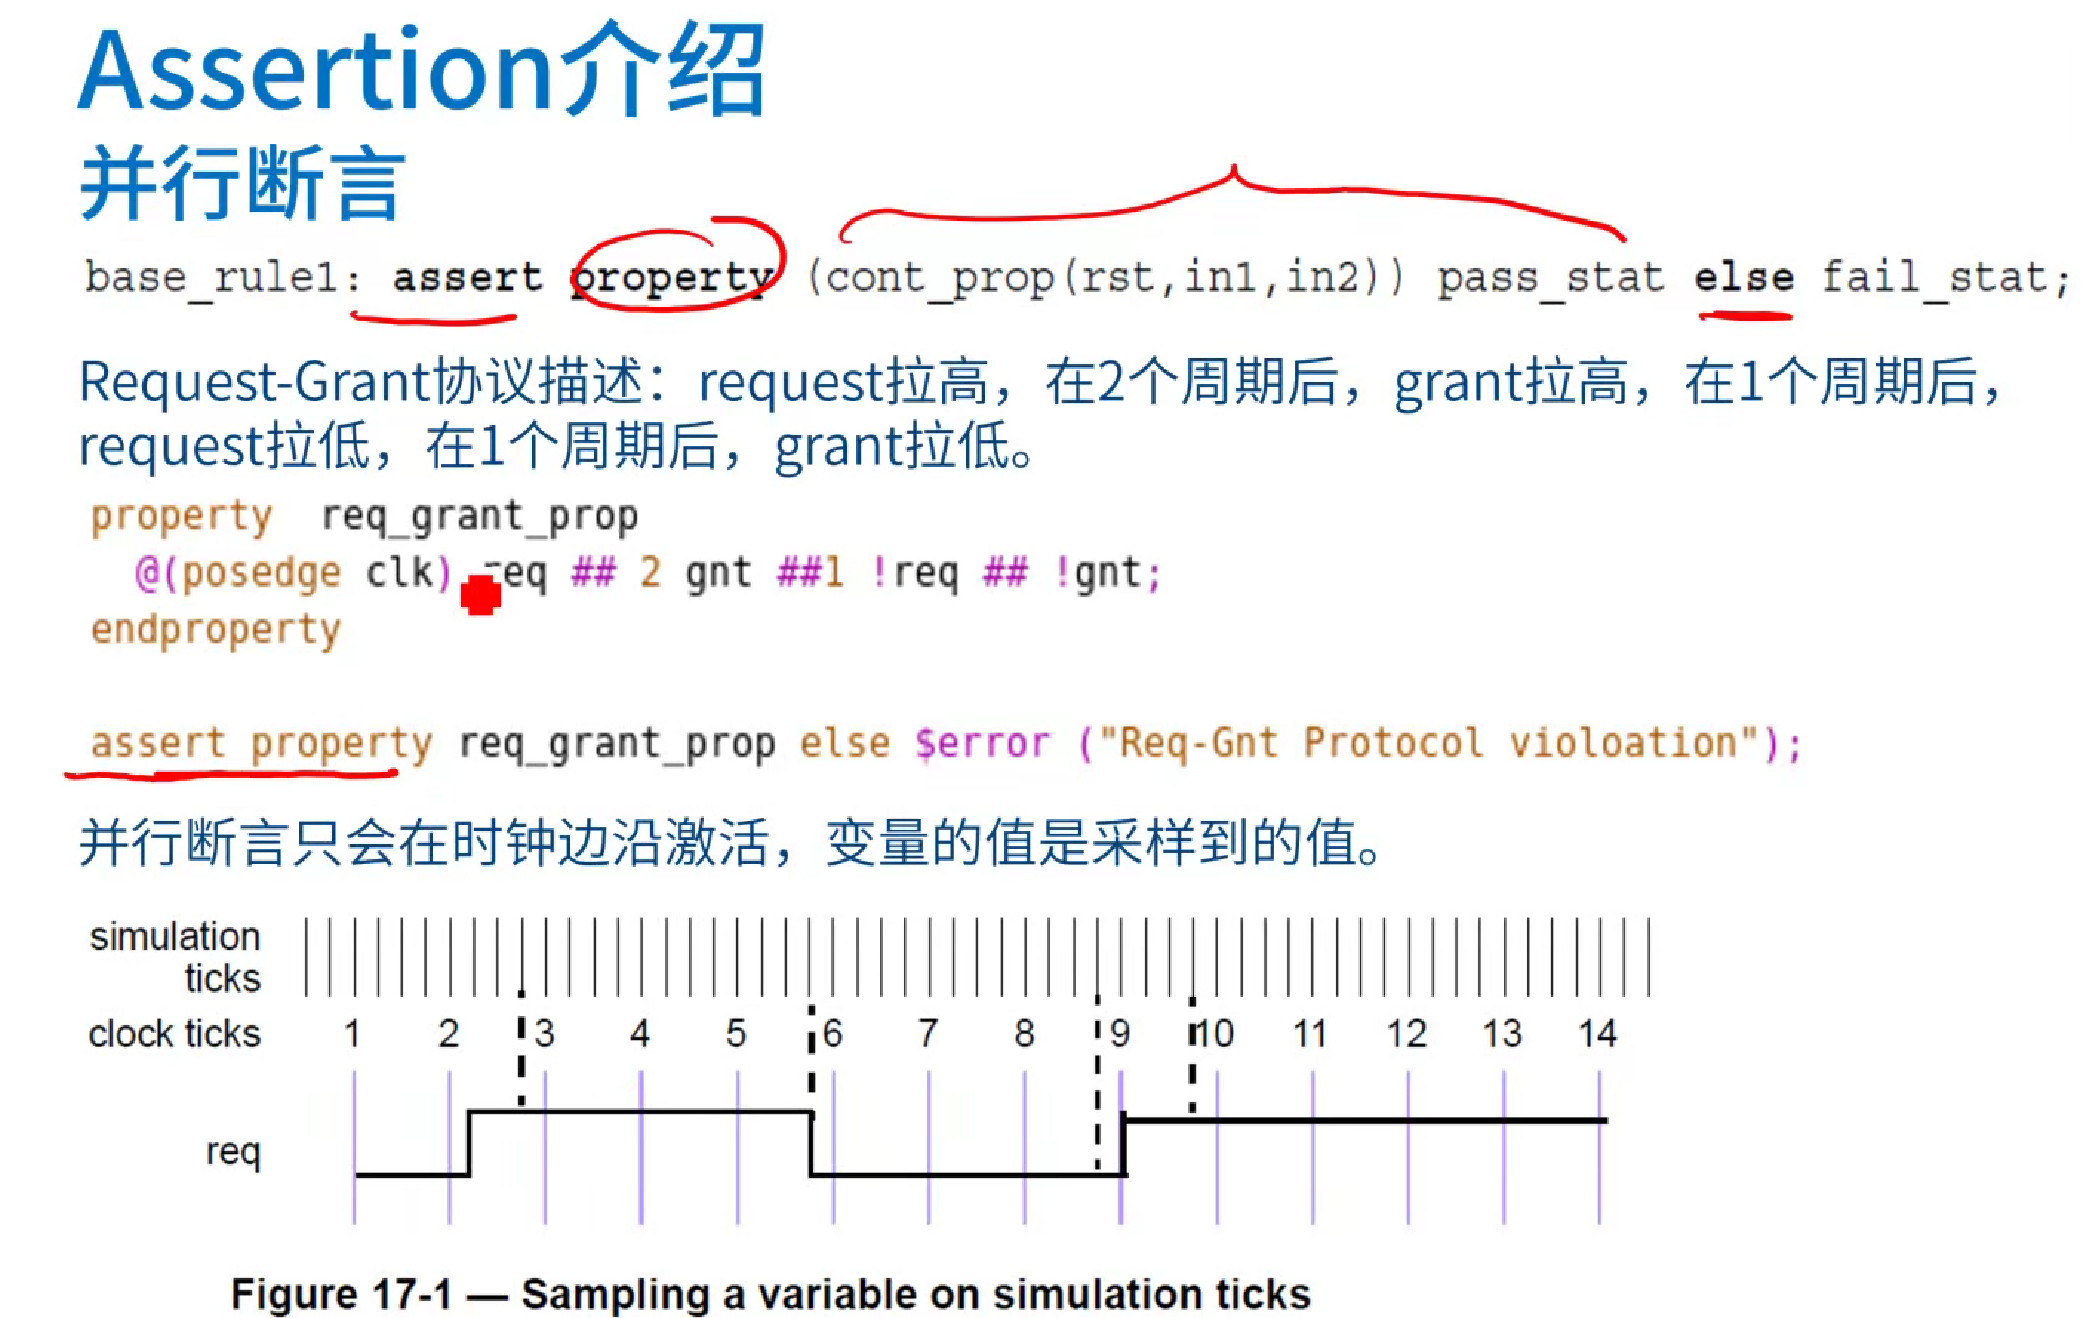 Assertion介绍
并行断言
base_rule1: assert property (cont_prop(rst,in1,in2)) pass_stat else fail_stat;
Request-Grant协议描述：request拉高，在2个周期后，grant拉高，在1个周期后，
request拉低，在1个周期后，grant拉低。
property req_grant_prop
@(posedge clk) req ## 2 gnt ##1 !req ## !gnt;
endproperty
assert property req_grant_prop else $error ("Req-Gnt Protocol violoation");
并行断言只会在时钟边沿激活，变量的值是采样到的值。
simulation
ticks
clock ticks 1 2 3 4 5 6 7 8 9 10 11 12 13 14
req
Figure 17-1 — Sampling a variable on simulation ticks